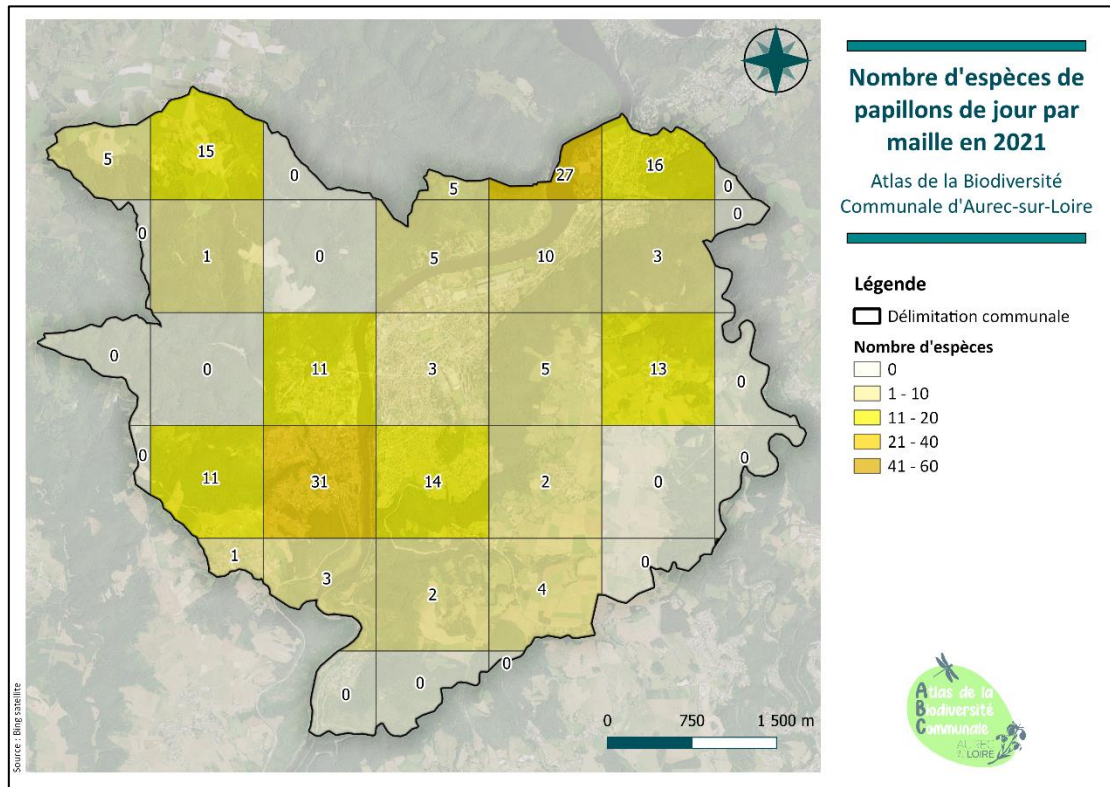 Nombre d'espèces de
papillons de jour par
maille en 2021
Atlas de la Biodiversité
Communale d'Aurec-sur-Loire
Légende
Délimitation communale
Nombre d'espèces
0
1 - 10
11 - 20
21 - 40
41 - 60
5 15 0 5 27 16 0
0 1 0 5 10 3 0
0 0 11 3 5 13 0
0 11 31 14 2 0 0
1 3 2 4 0
0 0 0
0 750 1 500 m
Source : Bing satellite
Atlas de la
Biodiversité
Communale
LOIRE